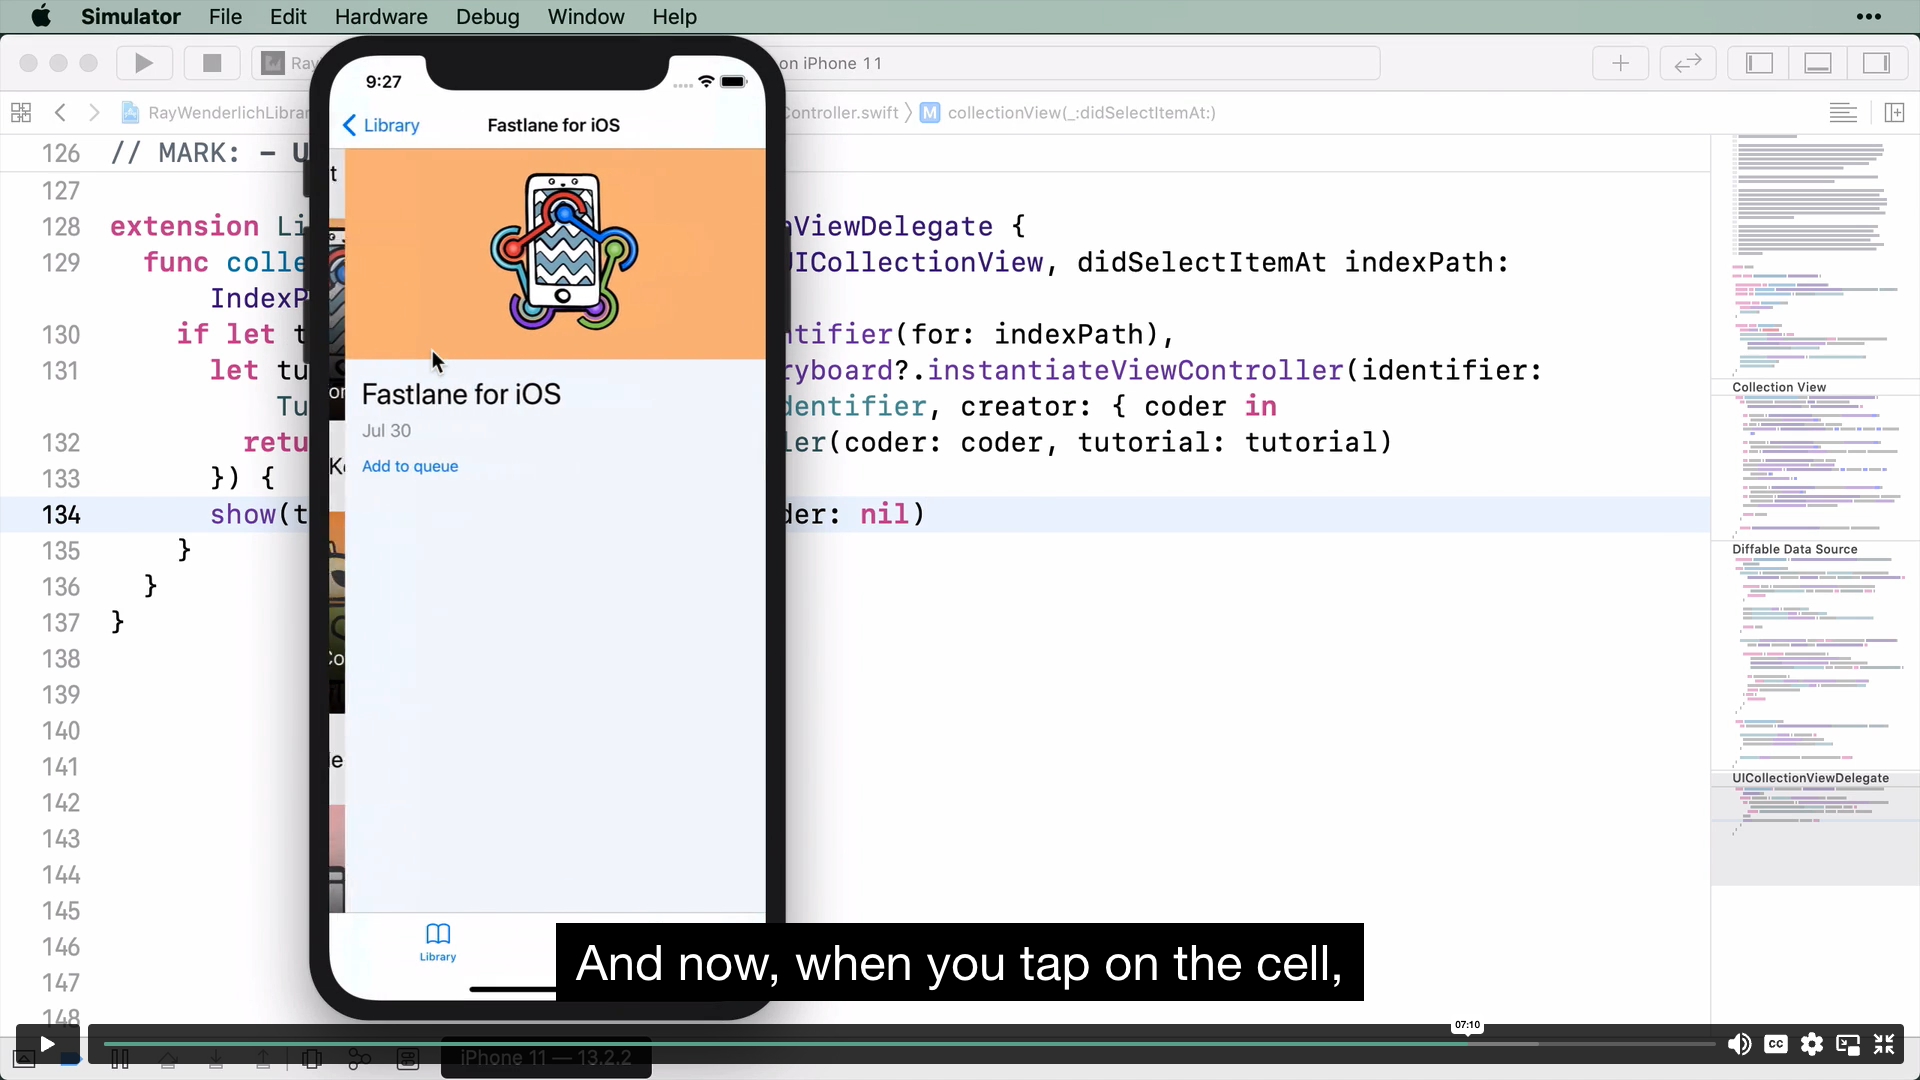 Simulator File Edit Hardware Debug Window Help
Ray
on iPhone 11
RayWenderlichLibrar
Controller.swift
M collectionView(_:didSelectItemAt:)
126 // MARK: - U
127
128 extension Li
ViewDelegate {
129 func colle
UICollectionView, didSelectItemAt indexPath:
IndexP
130 if let t
ntifier(for: indexPath),
131 let tu
ryboard?.instantiateViewController(identifier:
Tu
dentifier, creator: { coder in
132 retu
ler(coder: coder, tutorial: tutorial)
133 }) {
134 show(t
der: nil)
135 }
136 }
137 }
138
139
140
141
142
143
144
145
146
147
148
9:27
Library
Fastlane for iOS
t
or
Fastlane for iOS
Jul 30
Add to queue
Co
Library
Collection View
Diffable Data Source
UICollectionViewDelegate
And now, when you tap on the cell,
07:10
CC
iPhone 11 — 13.2.2